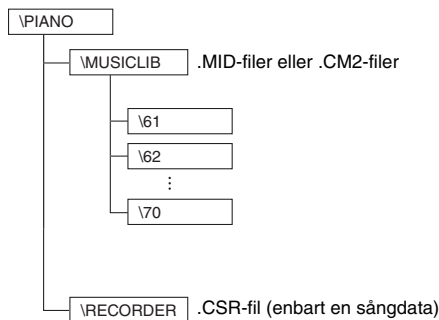 \PIANO
\MUSICLIB .MID-filer eller .CM2-filer
\61
\62
\70
\RECORDER .CSR-fil (enbart en sångdata)